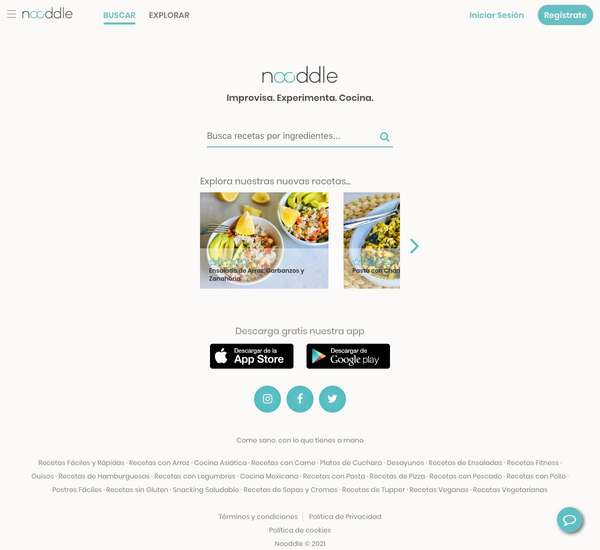 nooddle
BUSCAR
EXPLORAR
Iniciar Sesión
Regístrate
nooddle
Improvisa. Experimenta. Cocina.
Busca recetas por ingredientes...
Explora nuestras nuevas recetas...
Ensalada de Arroz, Garbanzos y
Zanahoria
Pasta con
Descarga gratis nuestra app
Descargar de la
App Store
Descargar de
Google play
Come sano, con lo que tienes a mano
Recetas Fáciles y Rápidas · Recetas con Arroz · Cocina Asiática · Recetas con Carne · Platos de Cuchara · Desayunos · Recetas de Ensaladas · Recetas Fitness ·
Guisos · Recetas de Hamburguesas · Recetas con Legumbres · Cocina Mexicana · Recetas con Pasta · Recetas de Pizza · Recetas con Pescado · Recetas con Pollo ·
Postres Fáciles · Recetas sin Gluten · Snacking Saludable · Recetas de Sopas y Cremas · Recetas de Tupper · Recetas Veganas · Recetas Vegetarianas
Términos y condiciones | Política de Privacidad
Política de cookies
Nooddle © 2021